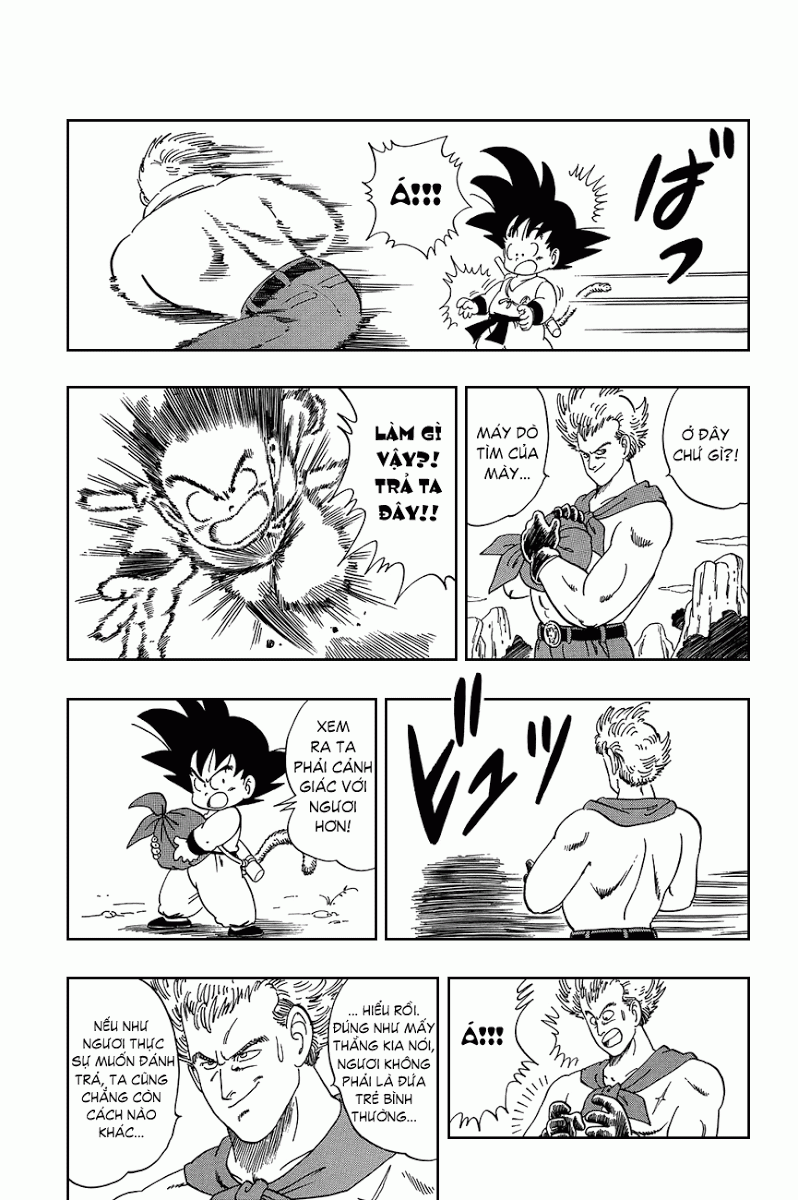 ばっ
Á!!!
MÁY DÒ
TÌM CỦA
MÀY...
Ở ĐÂY
CHỨ GÌ?!
LÀM GÌ
VẬY?!
TRẢ TA
ĐÂY!!
ビュッ
XEM
RA TA
PHẢI CẢNH
GIÁC VỚI
NGƯƠI
HƠN!
Á!!!
... HIỂU RỒI.
ĐÚNG NHƯ MẤY
THẰNG KIA NÓI,
NGƯƠI KHÔNG
PHẢI LÀ ĐỨA
TRẺ BÌNH
THƯỜNG...
NẾU NHƯ
NGƯƠI THỰC
SỰ MUỐN ĐÁNH
TRẢ, TA CŨNG
CHẲNG CÒN
CÁCH NÀO
KHÁC...